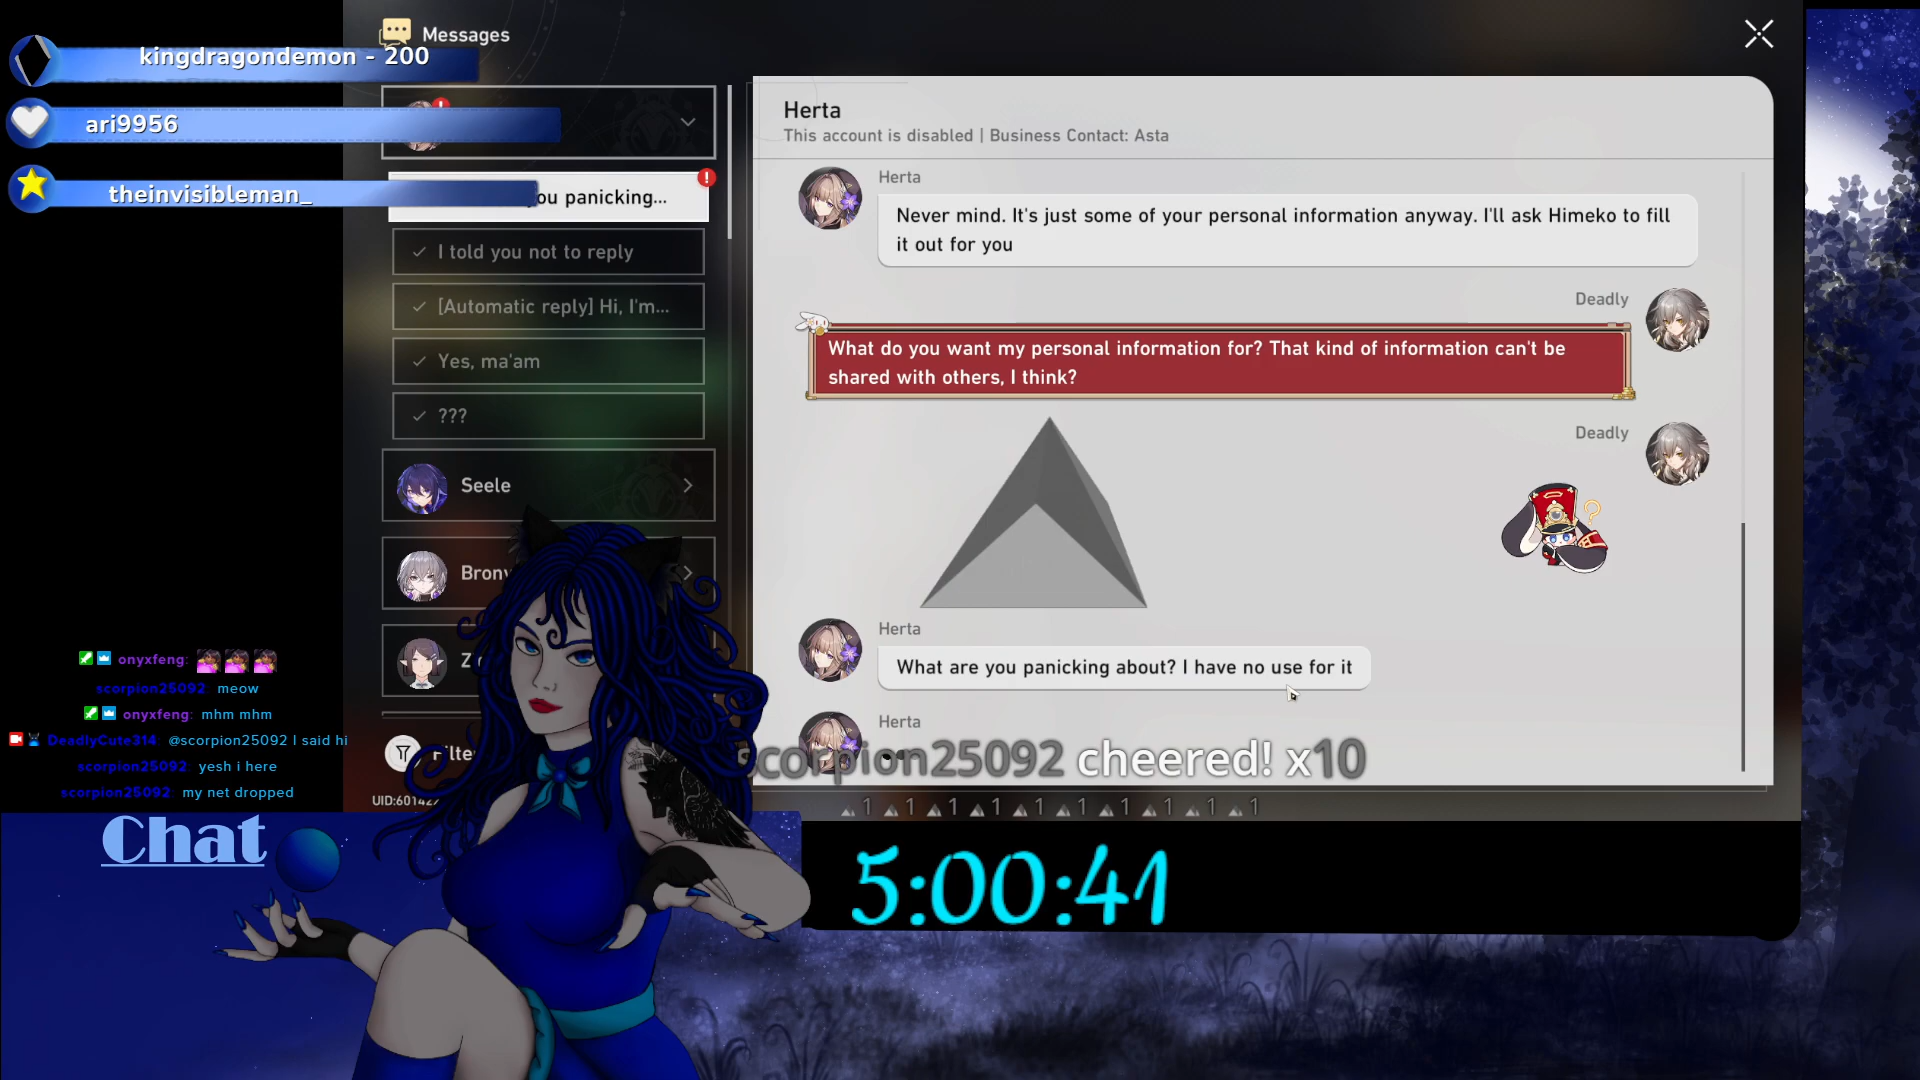 Messages
kingdragondemon - 200
ari9956
theinvisibleman_
you panicking...
I told you not to reply
[Automatic reply] Hi, I'm...
Yes, ma'am
???
Seele
Filte
Herta
This account is disabled | Business Contact: Asta
Herta
Never mind. It's just some of your personal information anyway. I'll ask Himeko to fill
it out for you
Deadly
What do you want my personal information for? That kind of information can't be
shared with others, I think?
Deadly
Herta
What are you panicking about? I have no use for it
Herta
scorpion25092 cheered! x10
1 1 1 1 1 1 1 1 1 1
onyxfeng:
scorpion25092: meow
onyxfeng: mhm mhm
DeadlyCute314: @scorpion25092 I said hi
scorpion25092: yesh i here
scorpion25092: my net dropped
Chat
5:00:41